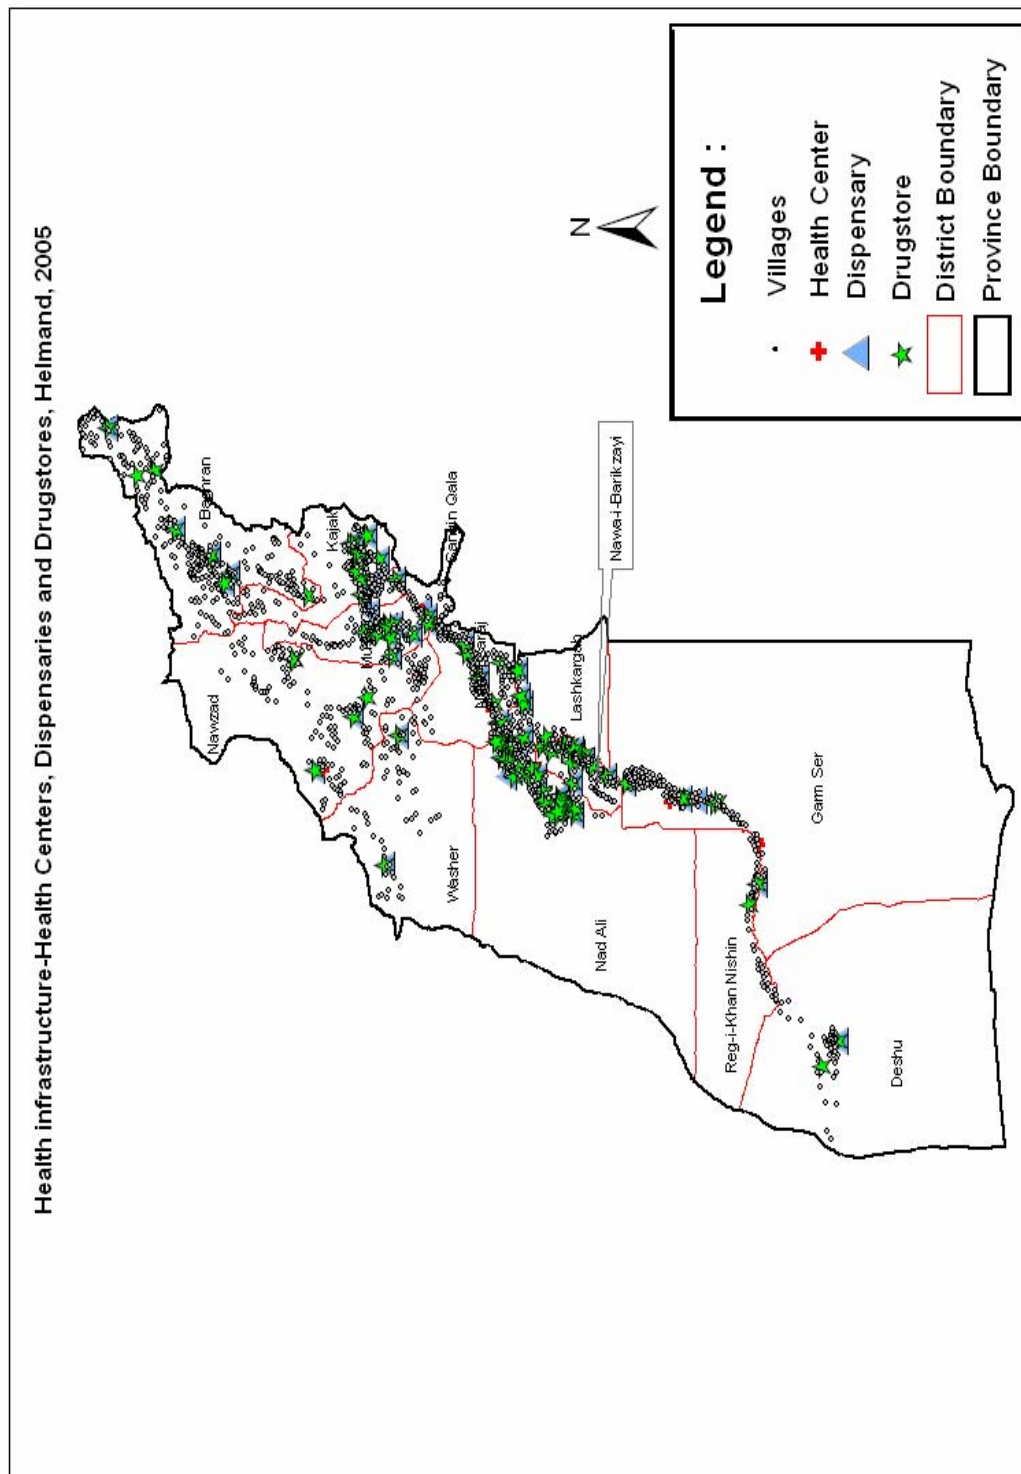 Health infrastructure-Health Centers, Dispensaries and Drugstores, Helmand, 2005
N
Baghran
Nawzad
Kajak
Washer
Lashkargah
Nawa-i-Barikzayi
Nad Ali
Reg-i-Khan Nishin
Garm Ser
Deshu
Legend :
Villages
Health Center
Dispensary
Drugstore
District Boundary
Province Boundary